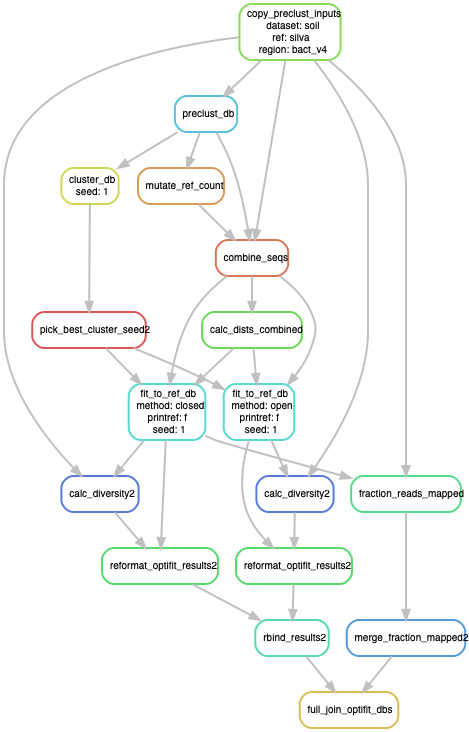 copy_preclust_inputs
dataset: soil
ref: silva
region: bact_v4
preclust_db
cluster_db
seed: 1
mutate_ref_count
combine_seqs
pick_best_cluster_seed2
calc_dists_combined
fit_to_ref_db
method: closed
printref: f
seed: 1
fit_to_ref_db
method: open
printref: f
seed: 1
calc_diversity2
calc_diversity2
fraction_reads_mapped
reformat_optifit_results2
reformat_optifit_results2
rbind_results2
merge_fraction_mapped2
full_join_optifit_dbs